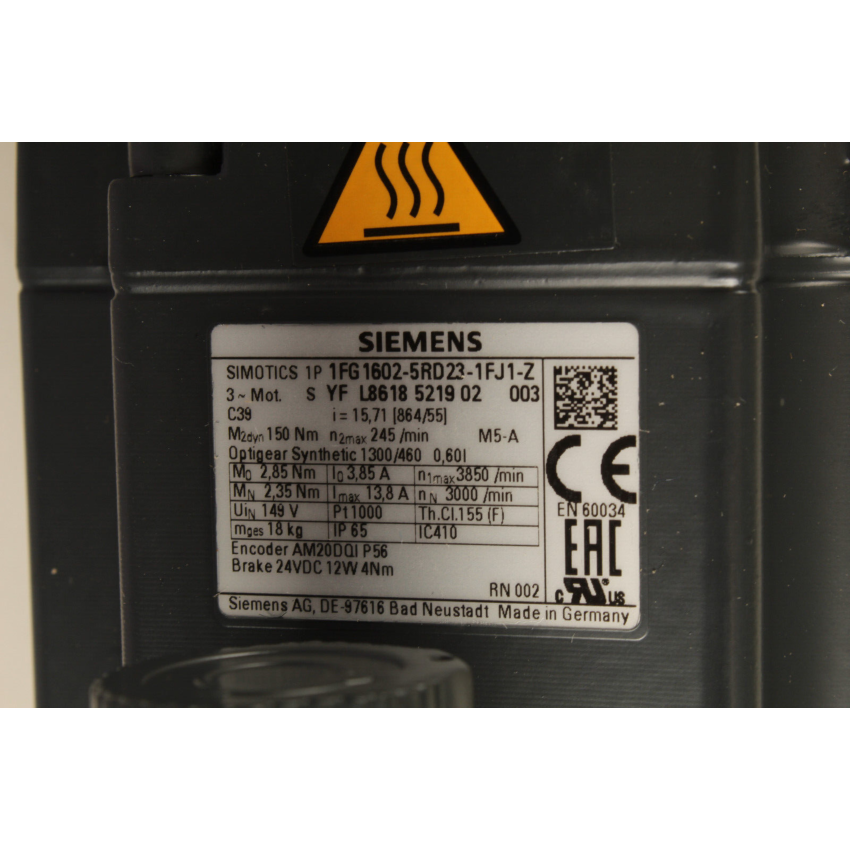 SIEMENS
SIMOTICS 1P 1FG1602-5RD23-1FJ1-Z
3 ~ Mot. S YF L8618 5219 02 003
C39 i = 15,71 [864/55]
M2dyn 150 Nm n2max 245 /min M5-A
Optigear Synthetic 1300/460 0,60l
M0 2,85 Nm I0 3,85 A n1max 3850 /min
MN 2,35 Nm Imax 13,8 A nN 3000 /min
UiN 149 V Pt1000 Th.Cl.155 (F)
mges 18 kg IP 65 IC410
Encoder AM20DQI P56
Brake 24VDC 12W 4Nm
RN 002
CE
EN 60034
EAC
c RU us
Siemens AG, DE-97616 Bad Neustadt Made in Germany